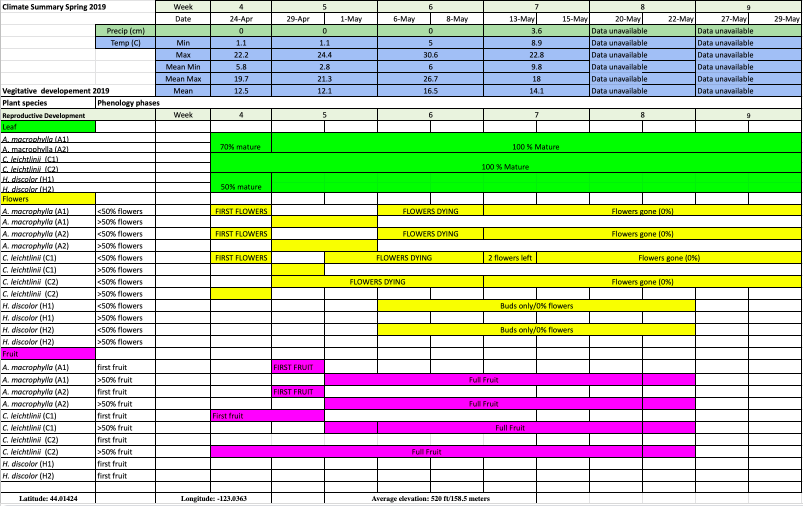 Climate Summary Spring 2019 Week 4 5 6 7 8 9
Date 24-Apr 29-Apr 1-May 6-May 8-May 13-May 15-May 20-May 22-May 27-May 29-May
Precip (cm) 0 0 0 3.6 Data unavailable Data unavailable
Temp (C) Min 1.1 1.1 5 8.9 Data unavailable Data unavailable
Max 22.2 24.4 30.6 22.8 Data unavailable Data unavailable
Mean Min 5.8 2.8 6 9.8 Data unavailable Data unavailable
Mean Max 19.7 21.3 26.7 18 Data unavailable Data unavailable
Vegitative developement 2019 Mean 12.5 12.1 16.5 14.1 Data unavailable Data unavailable
Plant species Phenology phases
Reproductive Development Week 4 5 6 7 8 9
Leaf
A. macrophylla (A1)
A. macrophylla (A2) 70% mature 100 % Mature
C. leichtlinii (C1)
C. leichtlinii (C2) 100 % Mature
H. discolor (H1)
H. discolor (H2) 50% mature
Flowers
A. macrophylla (A1) <50% flowers FIRST FLOWERS FLOWERS DYING Flowers gone (0%)
A. macrophylla (A1) >50% flowers
A. macrophylla (A2) <50% flowers FIRST FLOWERS FLOWERS DYING Flowers gone (0%)
A. macrophylla (A2) >50% flowers
C. leichtlinii (C1) <50% flowers FIRST FLOWERS FLOWERS DYING 2 flowers left Flowers gone (0%)
C. leichtlinii (C1) >50% flowers
C. leichtlinii (C2) <50% flowers FLOWERS DYING Flowers gone (0%)
C. leichtlinii (C2) >50% flowers
H. discolor (H1) <50% flowers Buds only/0% flowers
H. discolor (H1) >50% flowers
H. discolor (H2) <50% flowers Buds only/0% flowers
H. discolor (H2) >50% flowers
Fruit
A. macrophylla (A1) first fruit FIRST FRUIT
A. macrophylla (A1) >50% fruit Full Fruit
A. macrophylla (A2) first fruit FIRST FRUIT
A. macrophylla (A2) >50% fruit Full Fruit
C. leichtlinii (C1) first fruit First fruit
C. leichtlinii (C1) >50% fruit Full Fruit
C. leichtlinii (C2) first fruit
C. leichtlinii (C2) >50% fruit Full Fruit
H. discolor (H1) first fruit
H. discolor (H2) first fruit
Latitude: 44.01424 Longitude: -123.0363 Average elevation: 520 ft/158.5 meters